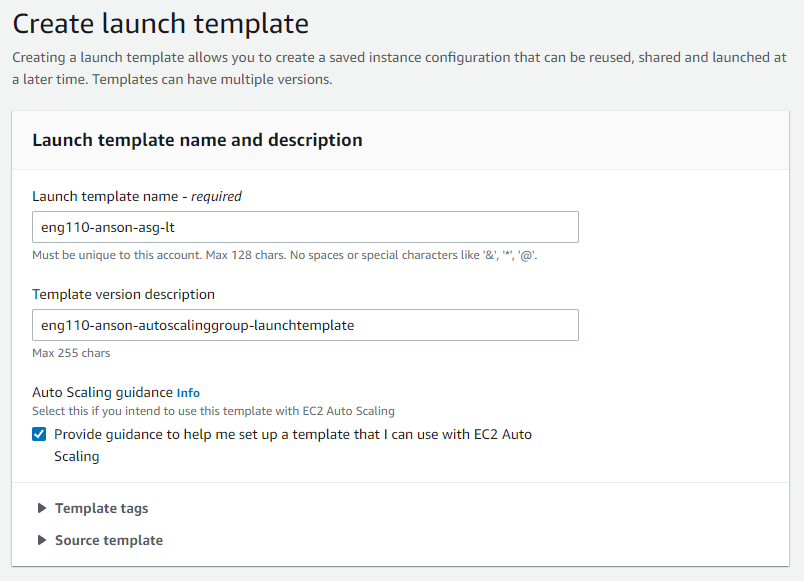 Create launch template
Creating a launch template allows you to create a saved instance configuration that can be reused, shared and launched at
a later time. Templates can have multiple versions.
Launch template name and description
Launch template name - required
eng110-anson-asg-lt
Must be unique to this account. Max 128 chars. No spaces or special characters like '&', '*', '@'.
Template version description
eng110-anson-autoscalinggroup-launchtemplate
Max 255 chars
Auto Scaling guidance Info
Select this if you intend to use this template with EC2 Auto Scaling
Provide guidance to help me set up a template that I can use with EC2 Auto
Scaling
Template tags
Source template